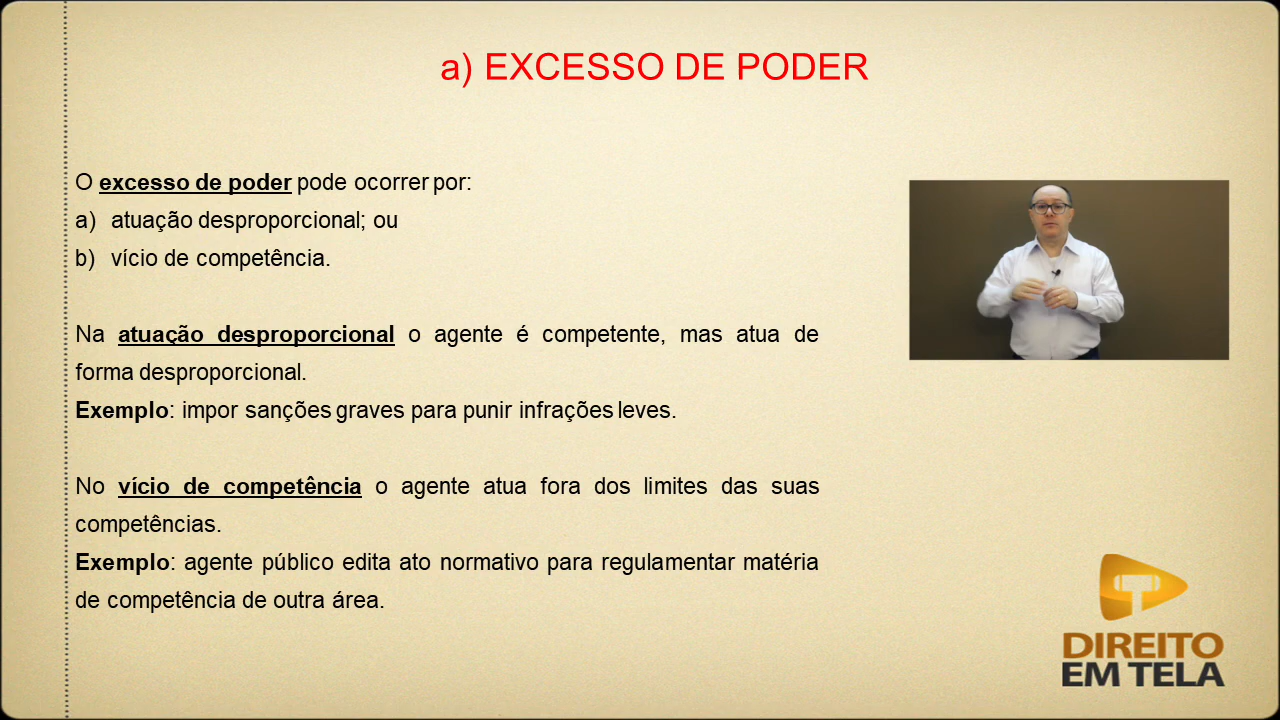 a) EXCESSO DE PODER
O excesso de poder pode ocorrer por:
a) atuação desproporcional; ou
b) vício de competência.
Na atuação desproporcional o agente é competente, mas atua de
forma desproporcional.
Exemplo: impor sanções graves para punir infrações leves.
No vício de competência o agente atua fora dos limites das suas
competências.
Exemplo: agente público edita ato normativo para regulamentar matéria
de competência de outra área.
DIREITO
EM TELA